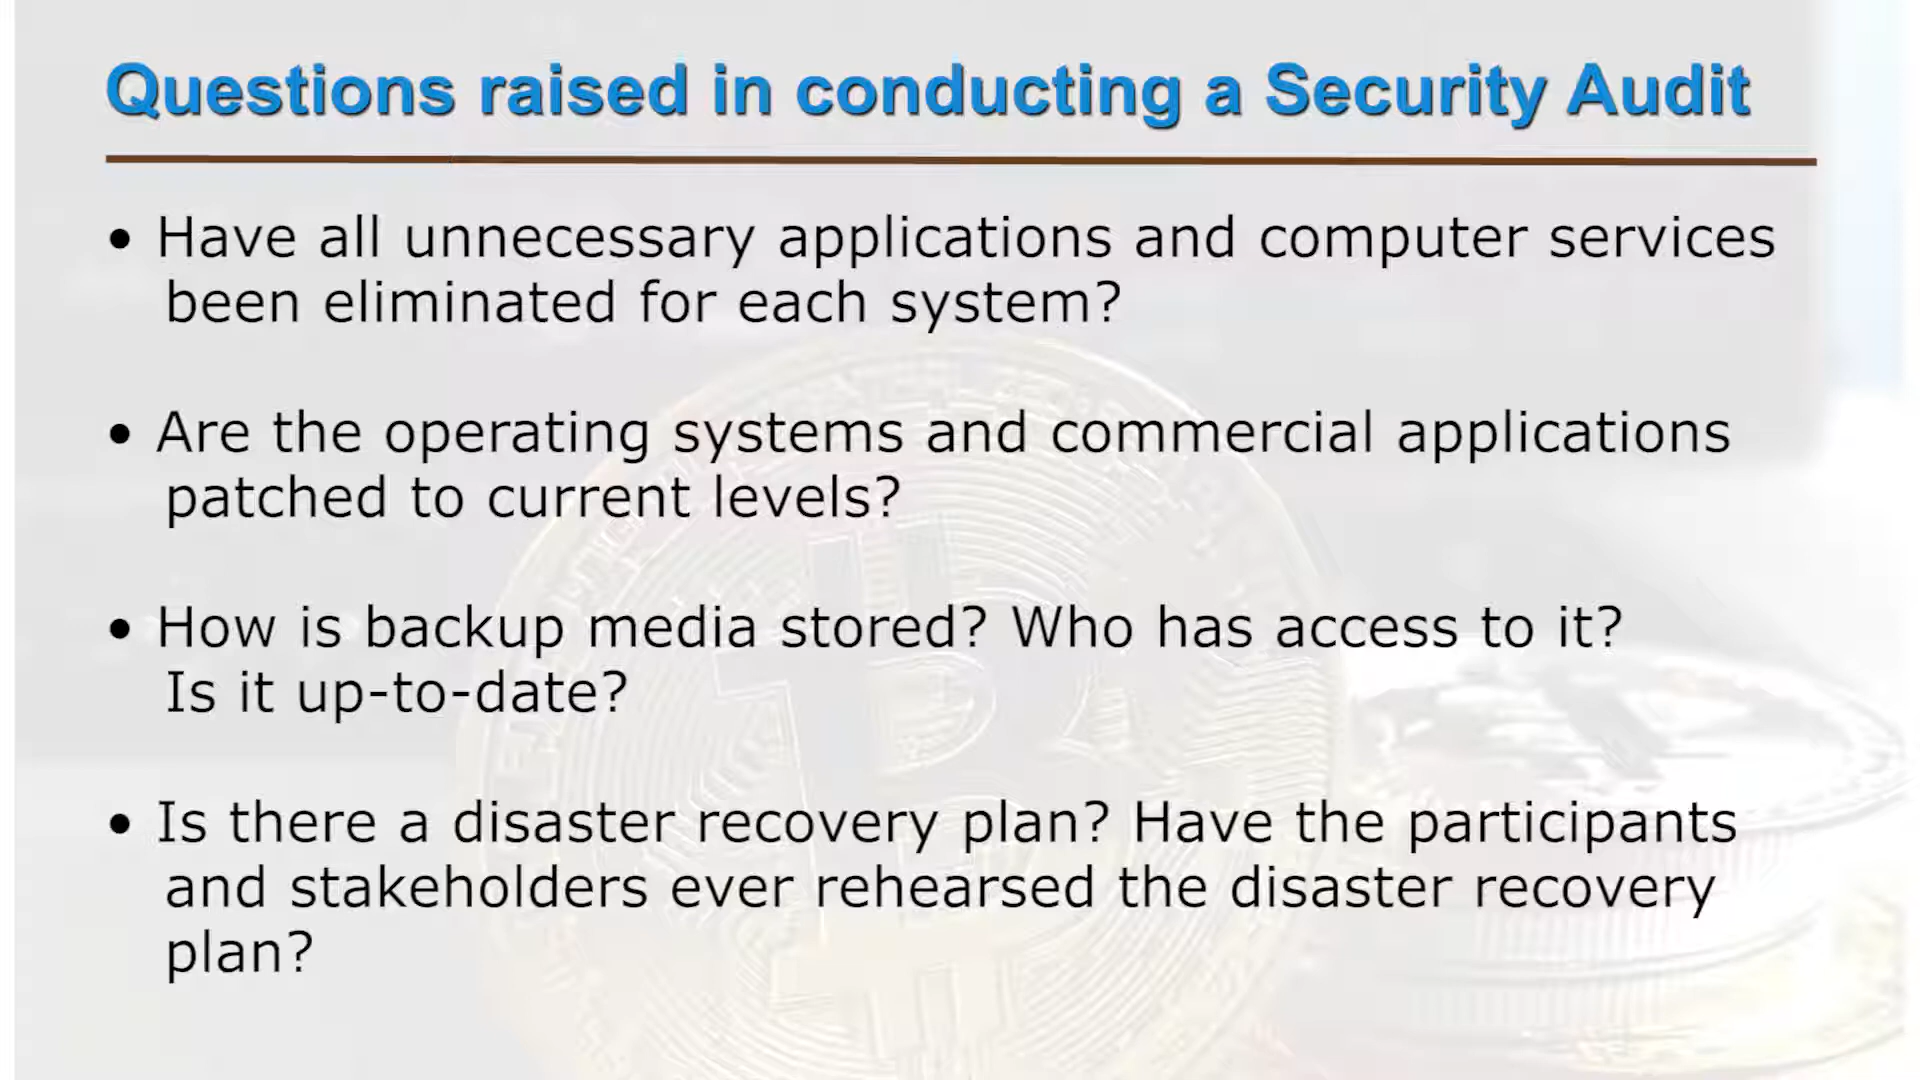 Questions raised in conducting a Security Audit
• Have all unnecessary applications and computer services
been eliminated for each system?
• Are the operating systems and commercial applications
patched to current levels?
• How is backup media stored? Who has access to it?
Is it up-to-date?
• Is there a disaster recovery plan? Have the participants
and stakeholders ever rehearsed the disaster recovery
plan?